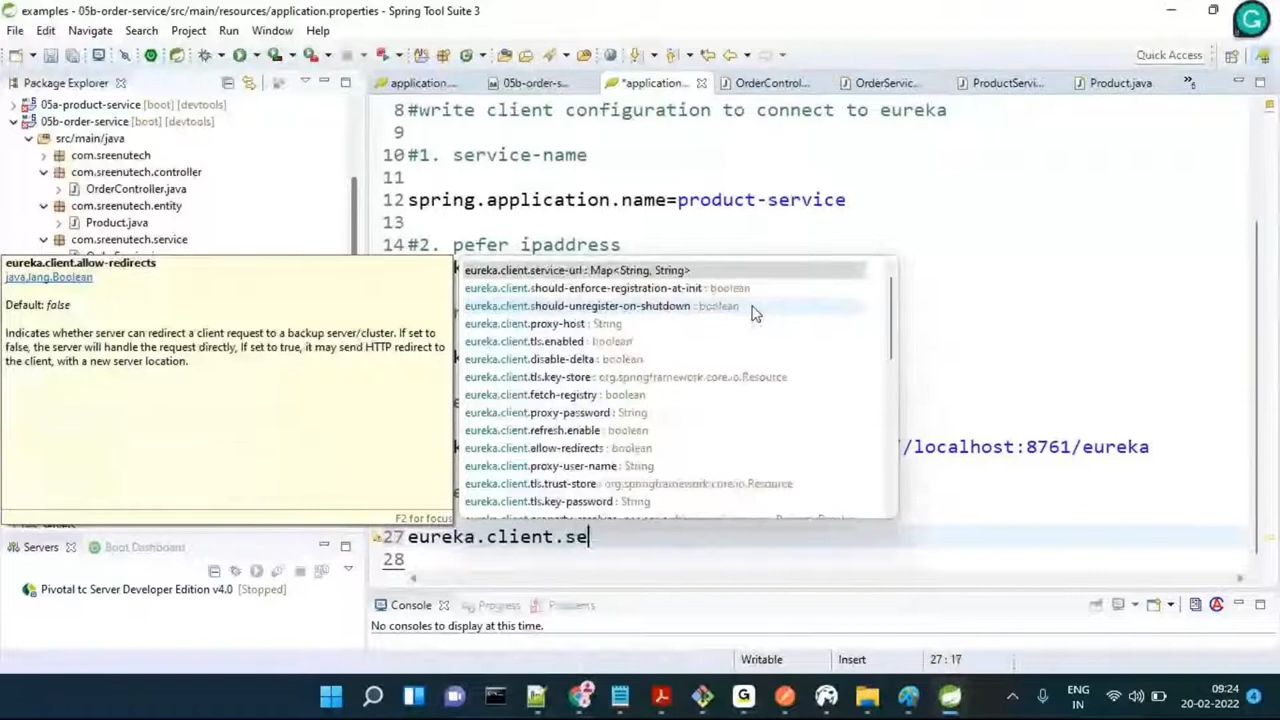 examples - 05b-order-service/src/main/resources/application.properties - Spring Tool Suite 3
File Edit Navigate Search Project Run Window Help
Quick Access
Package Explorer
application....
05b-order-s...
*application....
OrderControl...
OrderServic...
ProductServi...
Product.java
»6
05a-product-service [boot] [devtools]
05b-order-service [boot] [devtools]
src/main/java
com.sreenutech
com.sreenutech.controller
OrderController.java
com.sreenutech.entity
Product.java
com.sreenutech.service
8 #write client configuration to connect to eureka
9
10 #1. service-name
11
12 spring.application.name=product-service
13
14 #2. pefer ipaddress
eureka.client.allow-redirects
java.lang.Boolean
Default: false
Indicates whether server can redirect a client request to a backup server/cluster. If set to
false, the server will handle the request directly, If set to true, it may send HTTP redirect to
the client, with a new server location.
F2 for focus
eureka.client.service-url : Map<String, String>
eureka.client.should-enforce-registration-at-init : boolean
eureka.client.should-unregister-on-shutdown : boolean
eureka.client.proxy-host : String
eureka.client.tls.enabled : boolean
eureka.client.disable-delta : boolean
eureka.client.tls.key-store : org.springframework.core.io.Resource
eureka.client.fetch-registry : boolean
eureka.client.proxy-password : String
eureka.client.refresh.enable : boolean
eureka.client.allow-redirects : boolean
eureka.client.proxy-user-name : String
eureka.client.tls.trust-store : org.springframework.core.io.Resource
eureka.client.tls.key-password : String
/localhost:8761/eureka
27 eureka.client.se
28
Servers
Boot Dashboard
Pivotal tc Server Developer Edition v4.0 [Stopped]
Console Progress Problems
No consoles to display at this time.
Writable Insert 27 : 17
ENG
IN
09:24
20-02-2022